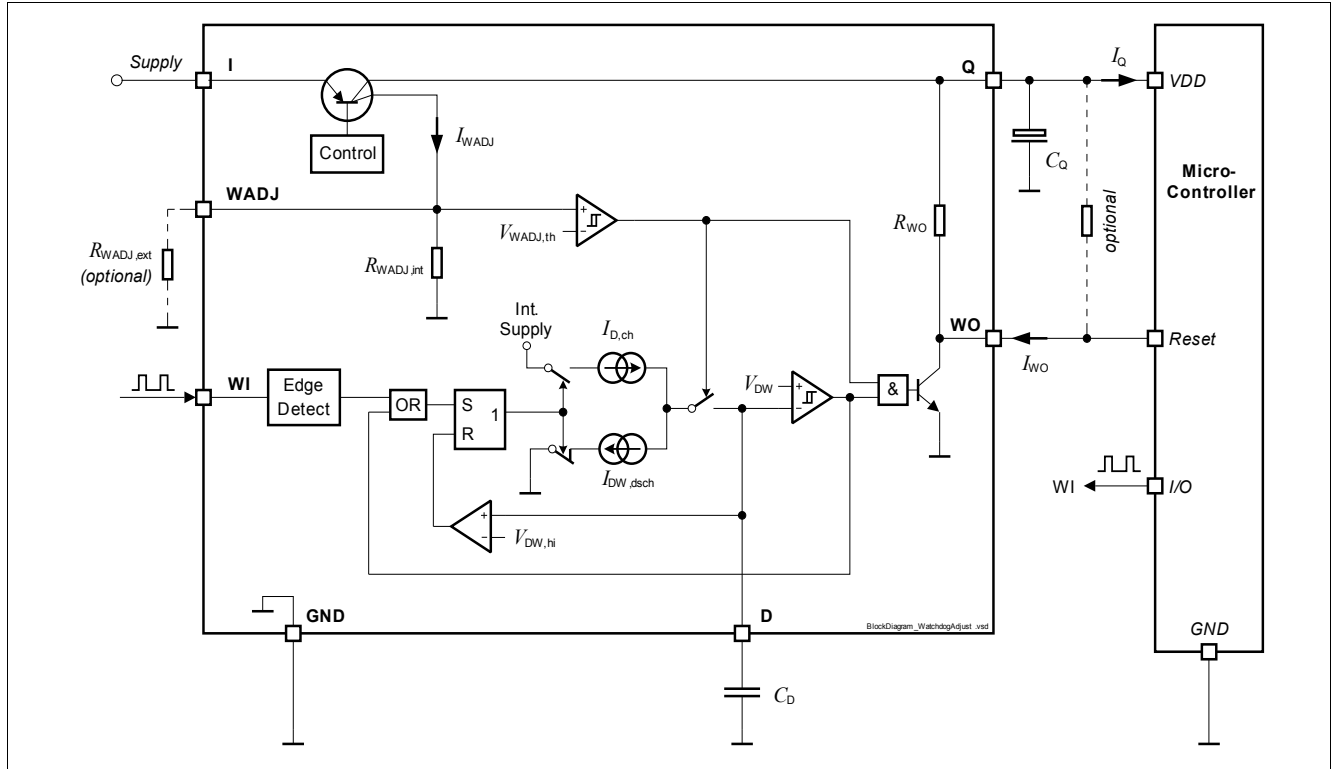 Supply
I
Q
I_Q
VDD
Control
I_WADJ
C_Q
Micro-
Controller
WADJ
V_WADJ,th
+
−
R_WO
optional
R_WADJ,ext
(optional)
R_WADJ,int
Int.
Supply
I_D,ch
WO
Reset
I_WO
WI
Edge
Detect
OR
S
R
1
V_DW
+
−
&
I_DW,dsch
WI
I/O
+
−
V_DW,hi
GND
D
BlockDiagram_WatchdogAdjust .vsd
GND
C_D